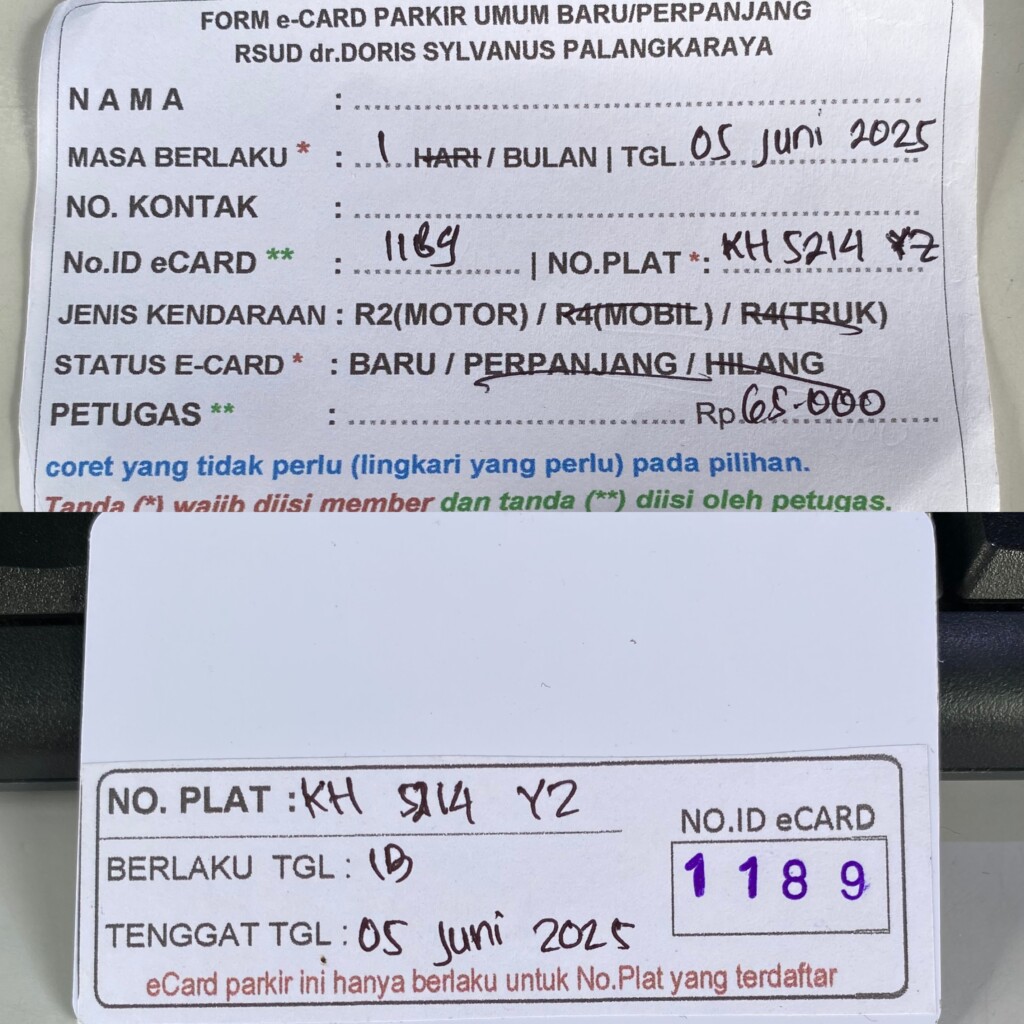 FORM e-CARD PARKIR UMUM BARU/PERPANJANG
RSUD dr.DORIS SYLVANUS PALANGKARAYA
N A M A :
MASA BERLAKU * : 1 HARI / BULAN | TGL. 05 Juni 2025
NO. KONTAK :
No.ID eCARD ** : 1189 | NO.PLAT *: KH 5214 YZ
JENIS KENDARAAN : R2(MOTOR) / R4(MOBIL) / R4(TRUK)
STATUS E-CARD * : BARU / PERPANJANG / HILANG
PETUGAS ** : Rp 65.000
coret yang tidak perlu (lingkari yang perlu) pada pilihan.
Tanda (*) wajib diisi member dan tanda (**) diisi oleh petugas.
NO. PLAT : KH 5214 YZ
NO.ID eCARD
1189
BERLAKU TGL : 1B
TENGGAT TGL : 05 Juni 2025
eCard parkir ini hanya berlaku untuk No.Plat yang terdaftar